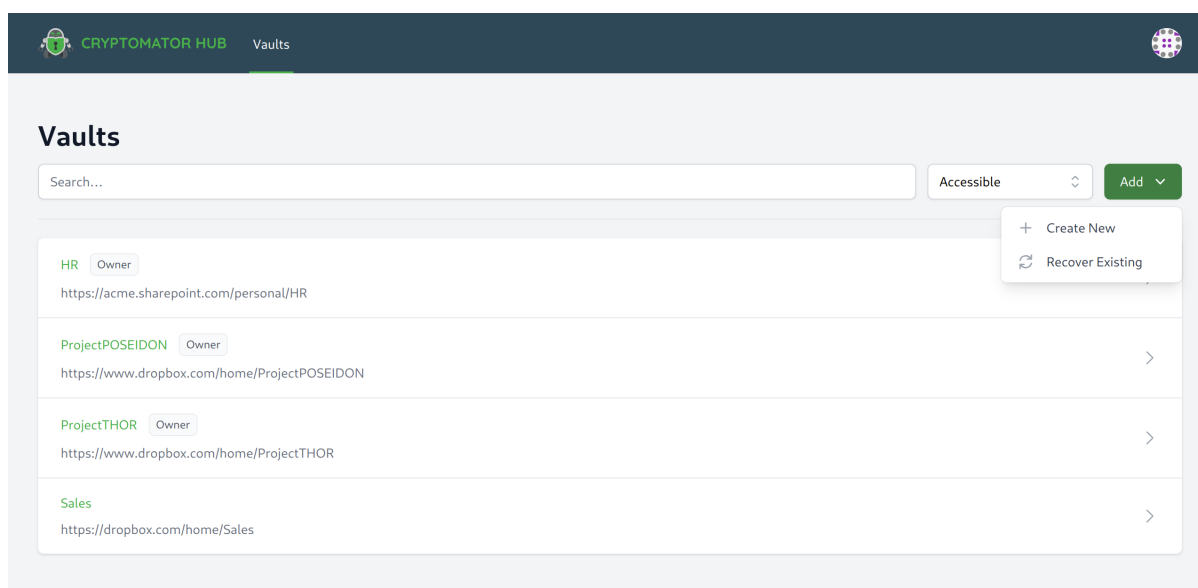 CRYPTOMATOR HUB Vaults
Vaults
Search... Accessible Add
Create New
Recover Existing
HR Owner
https://acme.sharepoint.com/personal/HR
ProjectPOSEIDON Owner
https://www.dropbox.com/home/ProjectPOSEIDON
ProjectTHOR Owner
https://www.dropbox.com/home/ProjectTHOR
Sales
https://dropbox.com/home/Sales